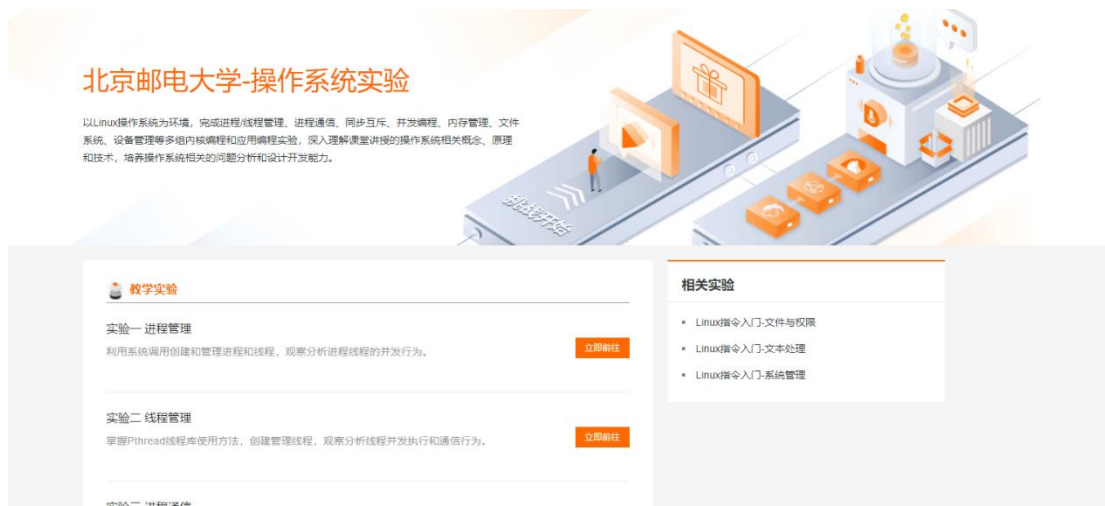 北京邮电大学-操作系统实验
以Linux操作系统为环境，完成进程/线程管理、进程通信、同步互斥、并发编程、内存管理、文件
系统、设备管理等多组内核编程和应用编程实验，深入理解课堂讲授的操作系统相关概念、原理
和技术，培养操作系统相关的问题分析和设计开发能力。
挑战开始
教学实验
实验一 进程管理
利用系统调用创建和管理进程和线程，观察分析进程线程的并发行为。
立即前往
实验二 线程管理
掌握Pthread线程库使用方法，创建管理线程，观察分析线程并发执行和通信行为。
立即前往
实验三 进程通信
相关实验
Linux指令入门-文件与权限
Linux指令入门-文本处理
Linux指令入门-系统管理